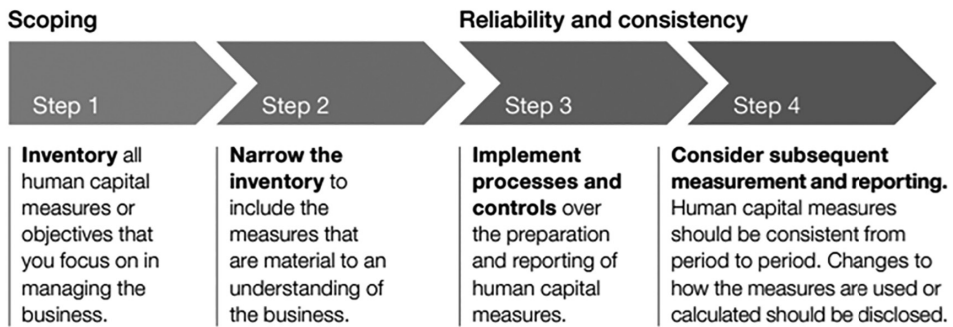 Scoping
Reliability and consistency
Step 1
Step 2
Step 3
Step 4
Inventory all
human capital
measures or
objectives that
you focus on in
managing the
business.
Narrow the
inventory to
include the
measures that
are material to an
understanding of
the business.
Implement
processes and
controls over
the preparation
and reporting of
human capital
measures.
Consider subsequent
measurement and reporting.
Human capital measures
should be consistent from
period to period. Changes to
how the measures are used or
calculated should be disclosed.